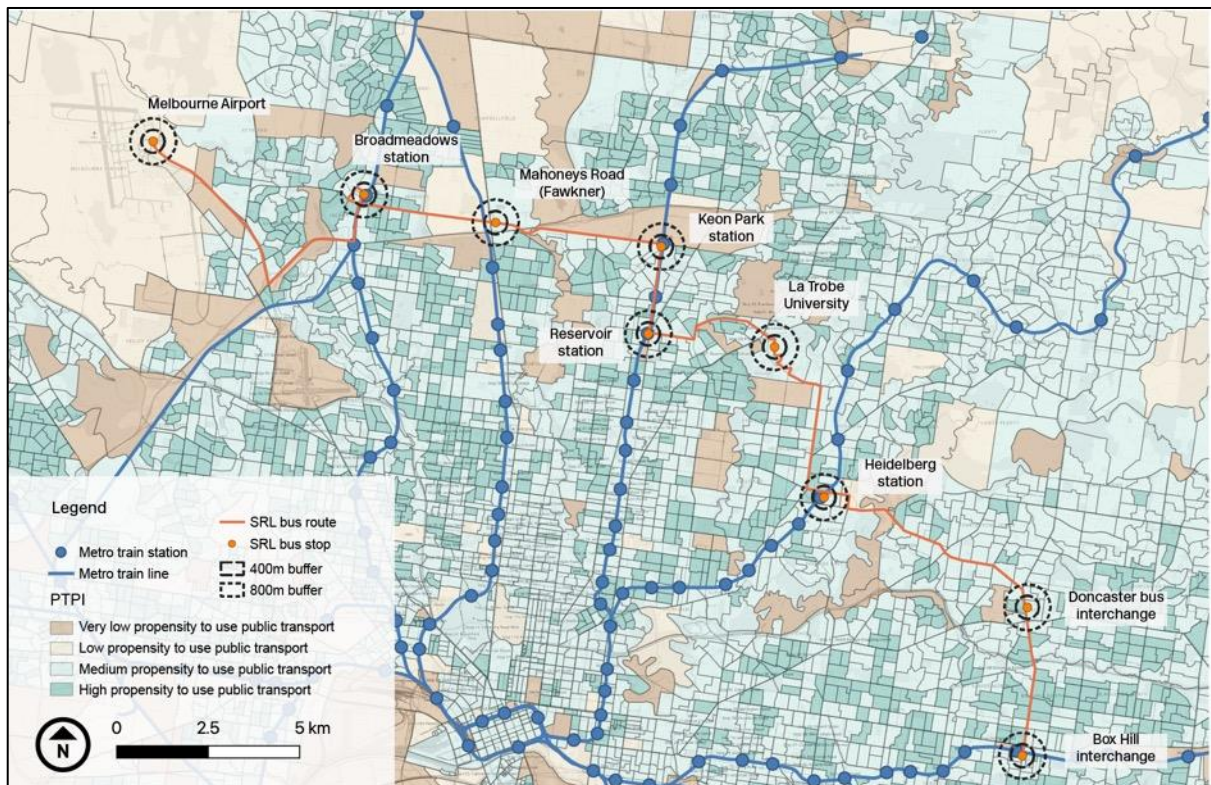 Melbourne Airport
Broadmeadows
station
Mahoneys Road
(Fawkner)
Keon Park
station
La Trobe
University
Reservoir
station
Heidelberg
station
Doncaster bus
interchange
Box Hill
interchange
Legend
Metro train station
Metro train line
SRL bus route
SRL bus stop
400m buffer
800m buffer
PTPI
Very low propensity to use public transport
Low propensity to use public transport
Medium propensity to use public transport
High propensity to use public transport
N
0 2.5 5 km